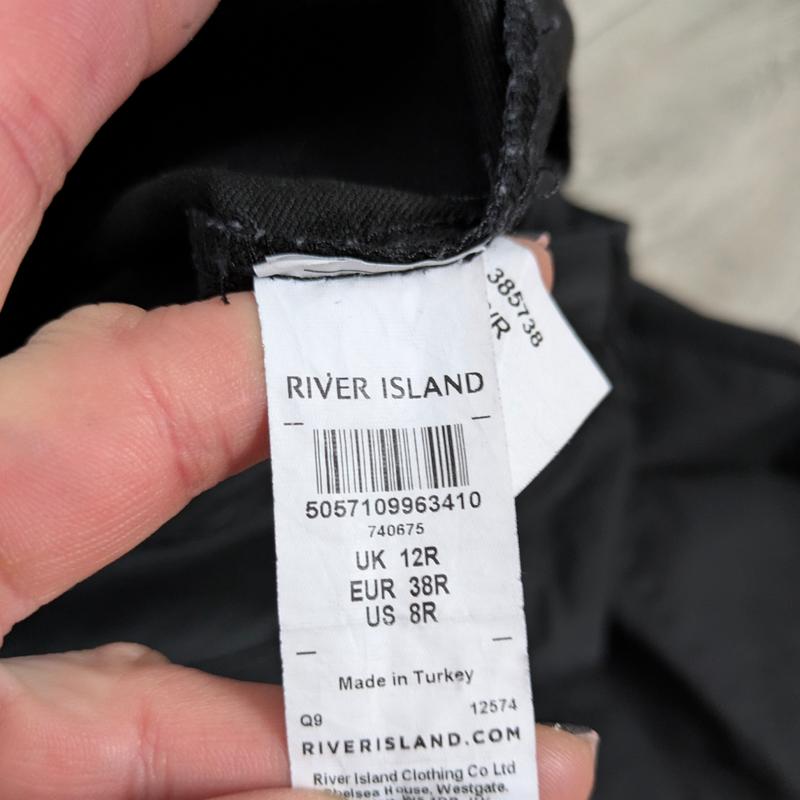 RIVER ISLAND
5057109963410
740675
UK 12R
EUR 38R
US 8R
Made in Turkey
Q9 12574
RIVERISLAND.COM
River Island Clothing Co Ltd
Chelsea House, Westgate.
385738